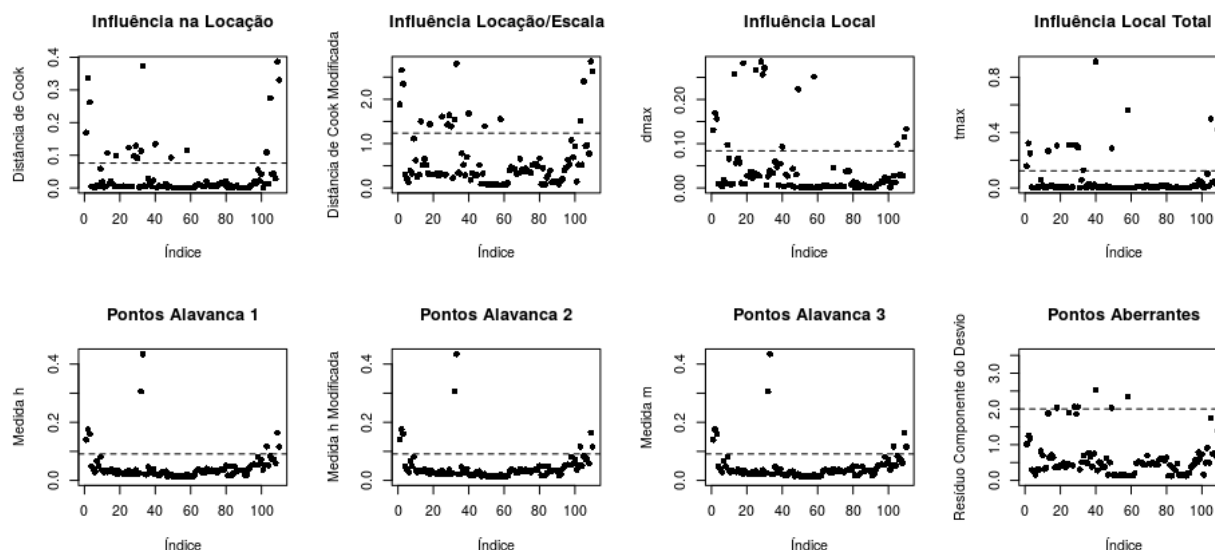 Influência na Locação
Distância de Cook
0.0 0.1 0.2 0.3 0.4
0 20 40 60 80 100
Índice
Influência Locação/Escala
Distância de Cook Modificada
0.0 1.0 2.0
0 20 40 60 80 100
Índice
Influência Local
dmax
0.00 0.10 0.20
0 20 40 60 80 100
Índice
Influência Local Total
tmax
0.0 0.4 0.8
0 20 40 60 80 100
Índice
Pontos Alavanca 1
Medida h
0.0 0.2 0.4
0 20 40 60 80 100
Índice
Pontos Alavanca 2
Medida h Modificada
0.0 0.2 0.4
0 20 40 60 80 100
Índice
Pontos Alavanca 3
Medida m
0.0 0.2 0.4
0 20 40 60 80 100
Índice
Pontos Aberrantes
Resíduo Componente do Desvio
0.0 1.0 2.0 3.0
0 20 40 60 80 100
Índice